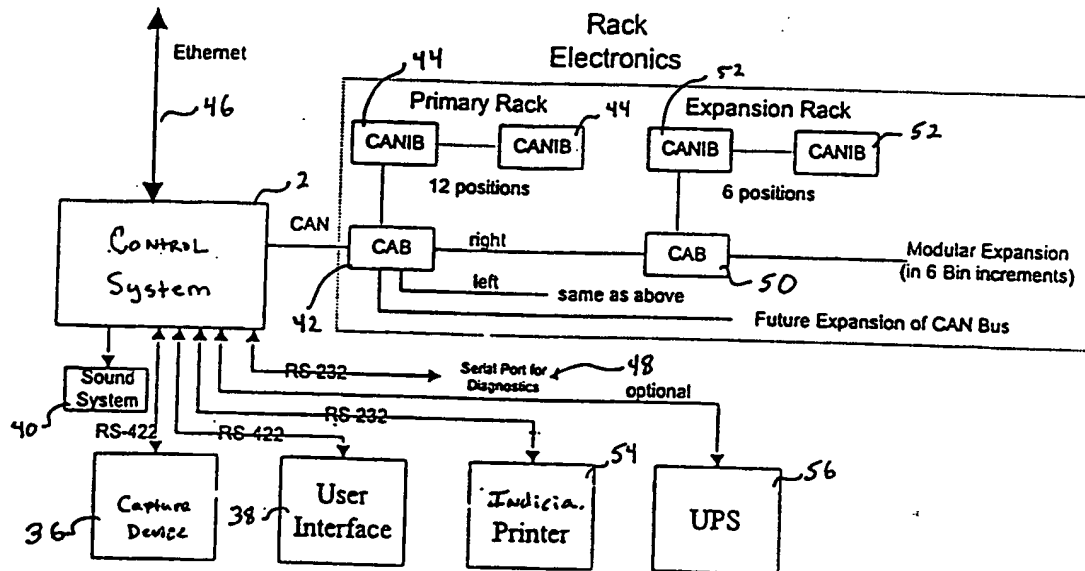 Ethernet
46
Rack
Electronics
44
Primary Rack
44
CANIB
CANIB
12 positions
52
Expansion Rack
52
CANIB
CANIB
6 positions
2
CONTROL
System
CAN
CAB
right
CAB
50
Modular Expansion
(in 6 Bin increments)
left
same as above
42
Future Expansion of CAN Bus
RS-232
Serial Port for
Diagnostics
48
optional
Sound
System
40
RS-422
RS-422
RS-232
Capture
Device
36
User
Interface
38
Indicia
Printer
54
UPS
56